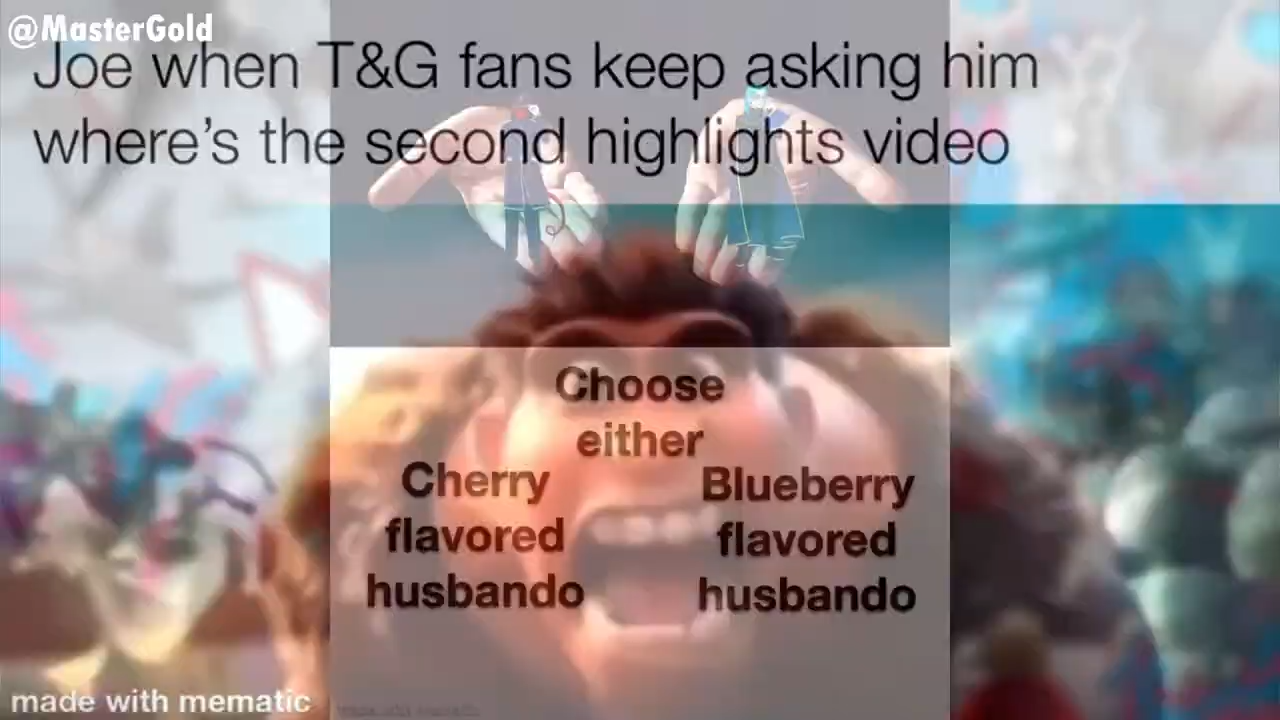 @MasterGold
Joe when T&G fans keep asking him
where's the second highlights video
Choose
either
Cherry
flavored
husbando
Blueberry
flavored
husbando
made with mematic